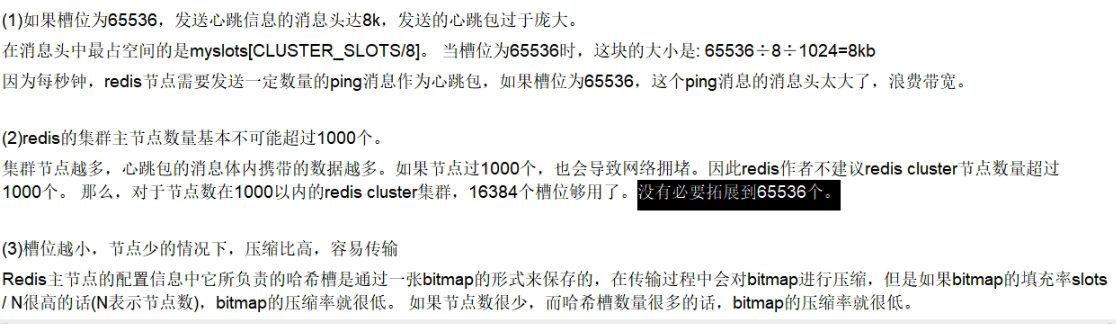 (1)如果槽位为65536，发送心跳信息的消息头达8k，发送的心跳包过于庞大。
在消息头中最占空间的是myslots[CLUSTER_SLOTS/8]。 当槽位为65536时，这块的大小是: 65536÷8÷1024=8kb
因为每秒钟，redis节点需要发送一定数量的ping消息作为心跳包，如果槽位为65536，这个ping消息的消息头太大了，浪费带宽。
(2)redis的集群主节点数量基本不可能超过1000个。
集群节点越多，心跳包的消息体内携带的数据越多。如果节点过1000个，也会导致网络拥堵。因此redis作者不建议redis cluster节点数量超过
1000个。 那么，对于节点数在1000以内的redis cluster集群，16384个槽位够用了。没有必要拓展到65536个。
(3)槽位越小，节点少的情况下，压缩比高，容易传输
Redis主节点的配置信息中它所负责的哈希槽是通过一张bitmap的形式来保存的，在传输过程中会对bitmap进行压缩，但是如果bitmap的填充率slots
/ N很高的话(N表示节点数)，bitmap的压缩率就很低。 如果节点数很少，而哈希槽数量很多的话，bitmap的压缩率就很低。